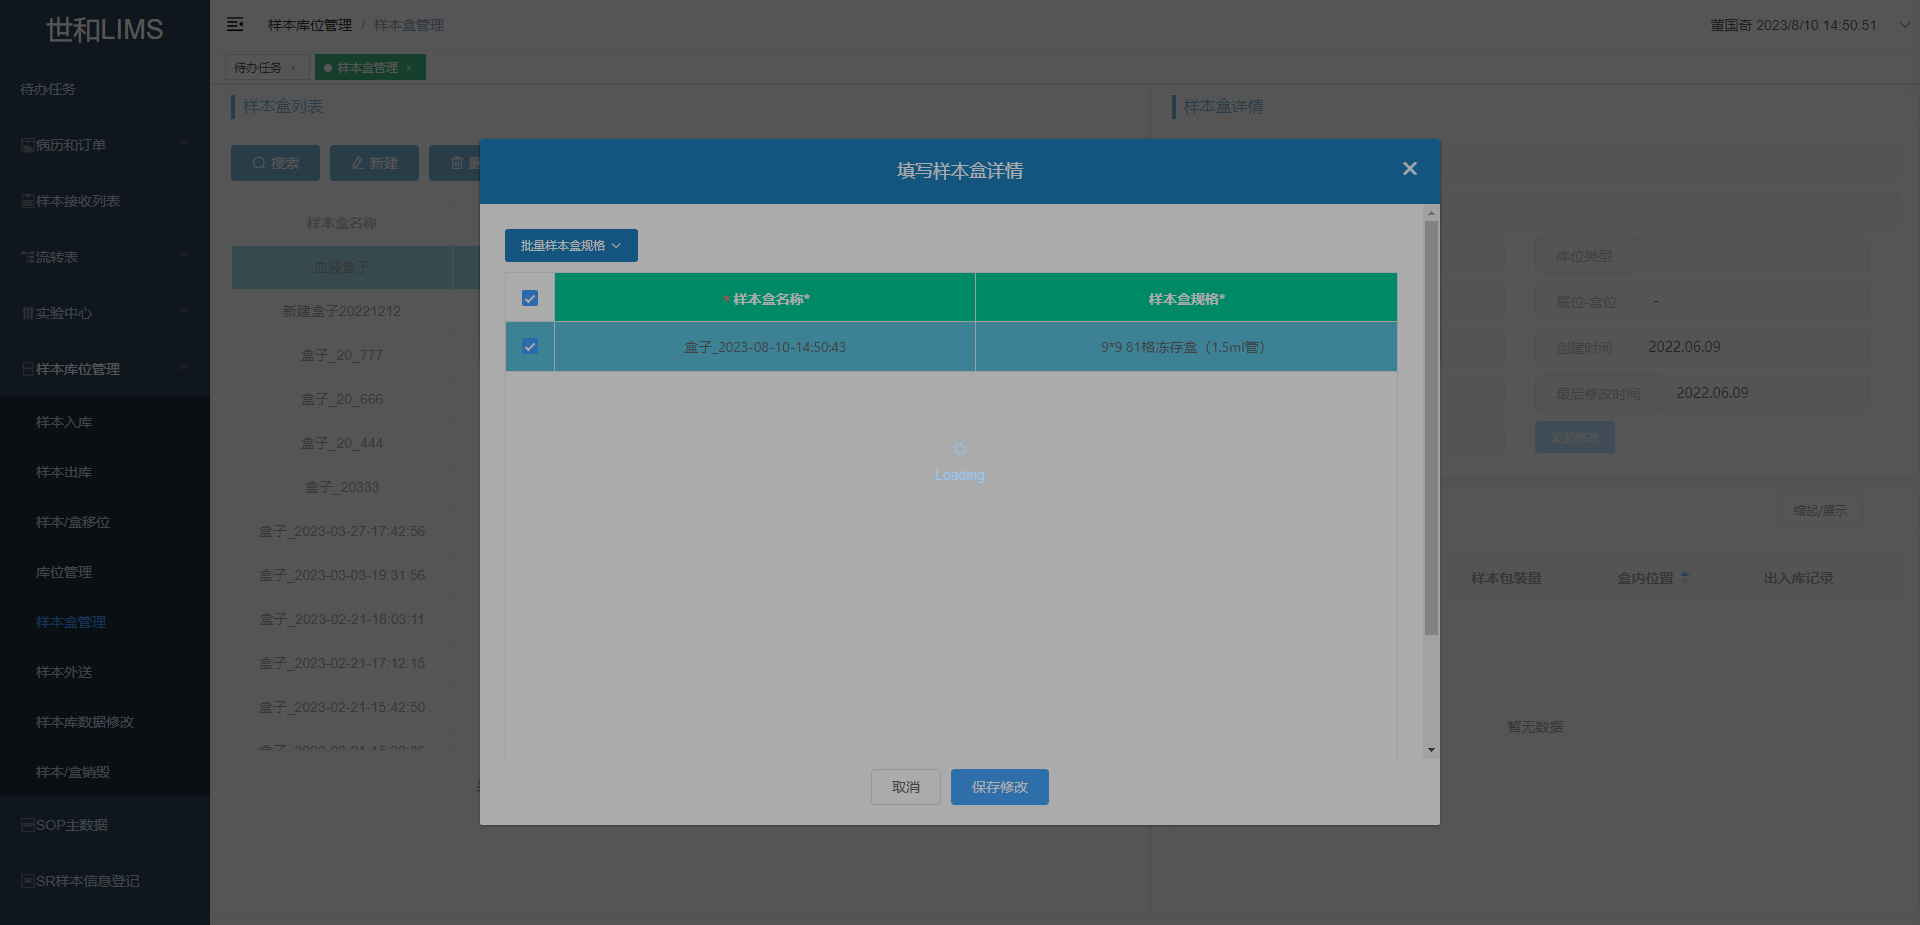 世和LIMS
待办任务
病历和订单
样本接收列表
流转表
实验中心
样本库位管理
样本入库
样本出库
样本/盒移位
库位管理
样本盒管理
样本外送
样本库数据修改
样本/盒销毁
SOP主数据
SR样本信息登记
样本库位管理 / 样本盒管理
董国奇 2023/8/10 14:50:51
待办任务 ×
样本盒管理 ×
样本盒列表
搜索
新建
样本盒名称
血液盒子
新建盒子20221212
盒子_20_777
盒子_20_666
盒子_20_444
盒子_20333
盒子_2023-03-27-17:42:56
盒子_2023-03-03-19:31:56
盒子_2023-02-21-18:03:11
盒子_2023-02-21-17:12:15
盒子_2023-02-21-15:42:50
填写样本盒详情
批量样本盒规格
* 样本盒名称*
样本盒规格*
盒子_2023-08-10-14:50:43
9*9 81格冻存盒（1.5ml管）
Loading
取消
保存修改
样本盒详情
库位类型
层位-盒位 -
创建时间 2022.06.09
最后修改时间 2022.06.09
发起修改
缩起/展示
样本包装量
盒内位置
出入库记录
暂无数据